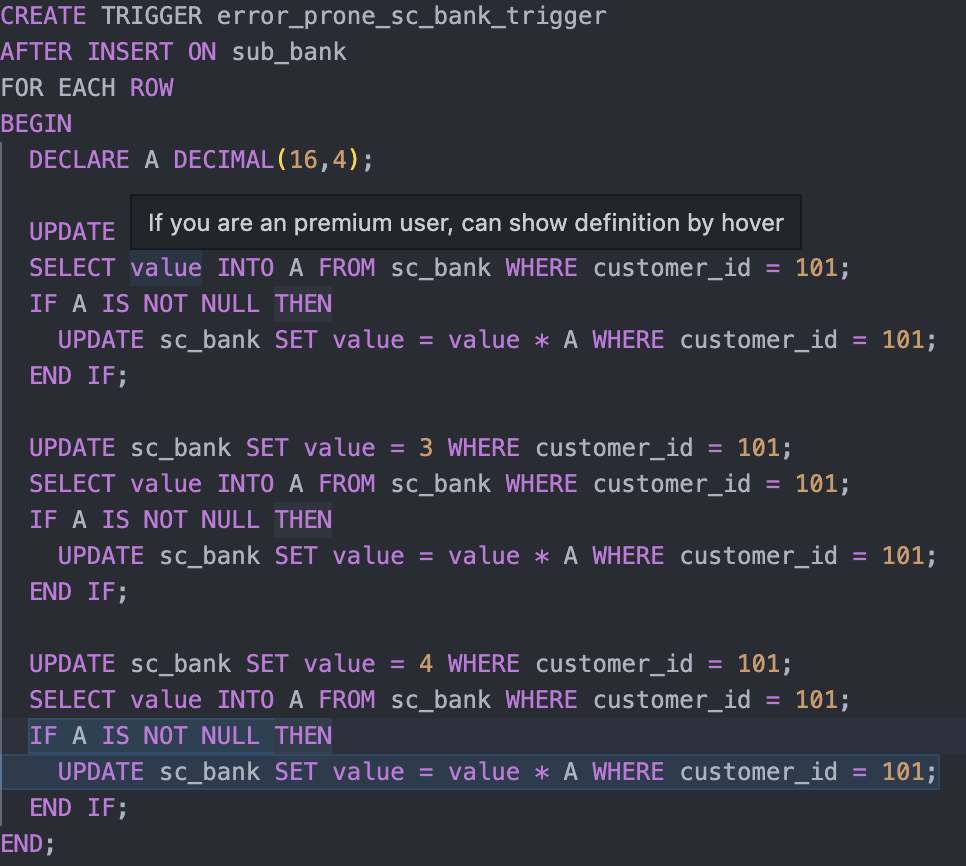 CREATE TRIGGER error_prone_sc_bank_trigger
AFTER INSERT ON sub_bank
FOR EACH ROW
BEGIN
DECLARE A DECIMAL(16,4);
If you are an premium user, can show definition by hover
UPDATE
SELECT value INTO A FROM sc_bank WHERE customer_id = 101;
IF A IS NOT NULL THEN
UPDATE sc_bank SET value = value * A WHERE customer_id = 101;
END IF;
UPDATE sc_bank SET value = 3 WHERE customer_id = 101;
SELECT value INTO A FROM sc_bank WHERE customer_id = 101;
IF A IS NOT NULL THEN
UPDATE sc_bank SET value = value * A WHERE customer_id = 101;
END IF;
UPDATE sc_bank SET value = 4 WHERE customer_id = 101;
SELECT value INTO A FROM sc_bank WHERE customer_id = 101;
IF A IS NOT NULL THEN
UPDATE sc_bank SET value = value * A WHERE customer_id = 101;
END IF;
END;